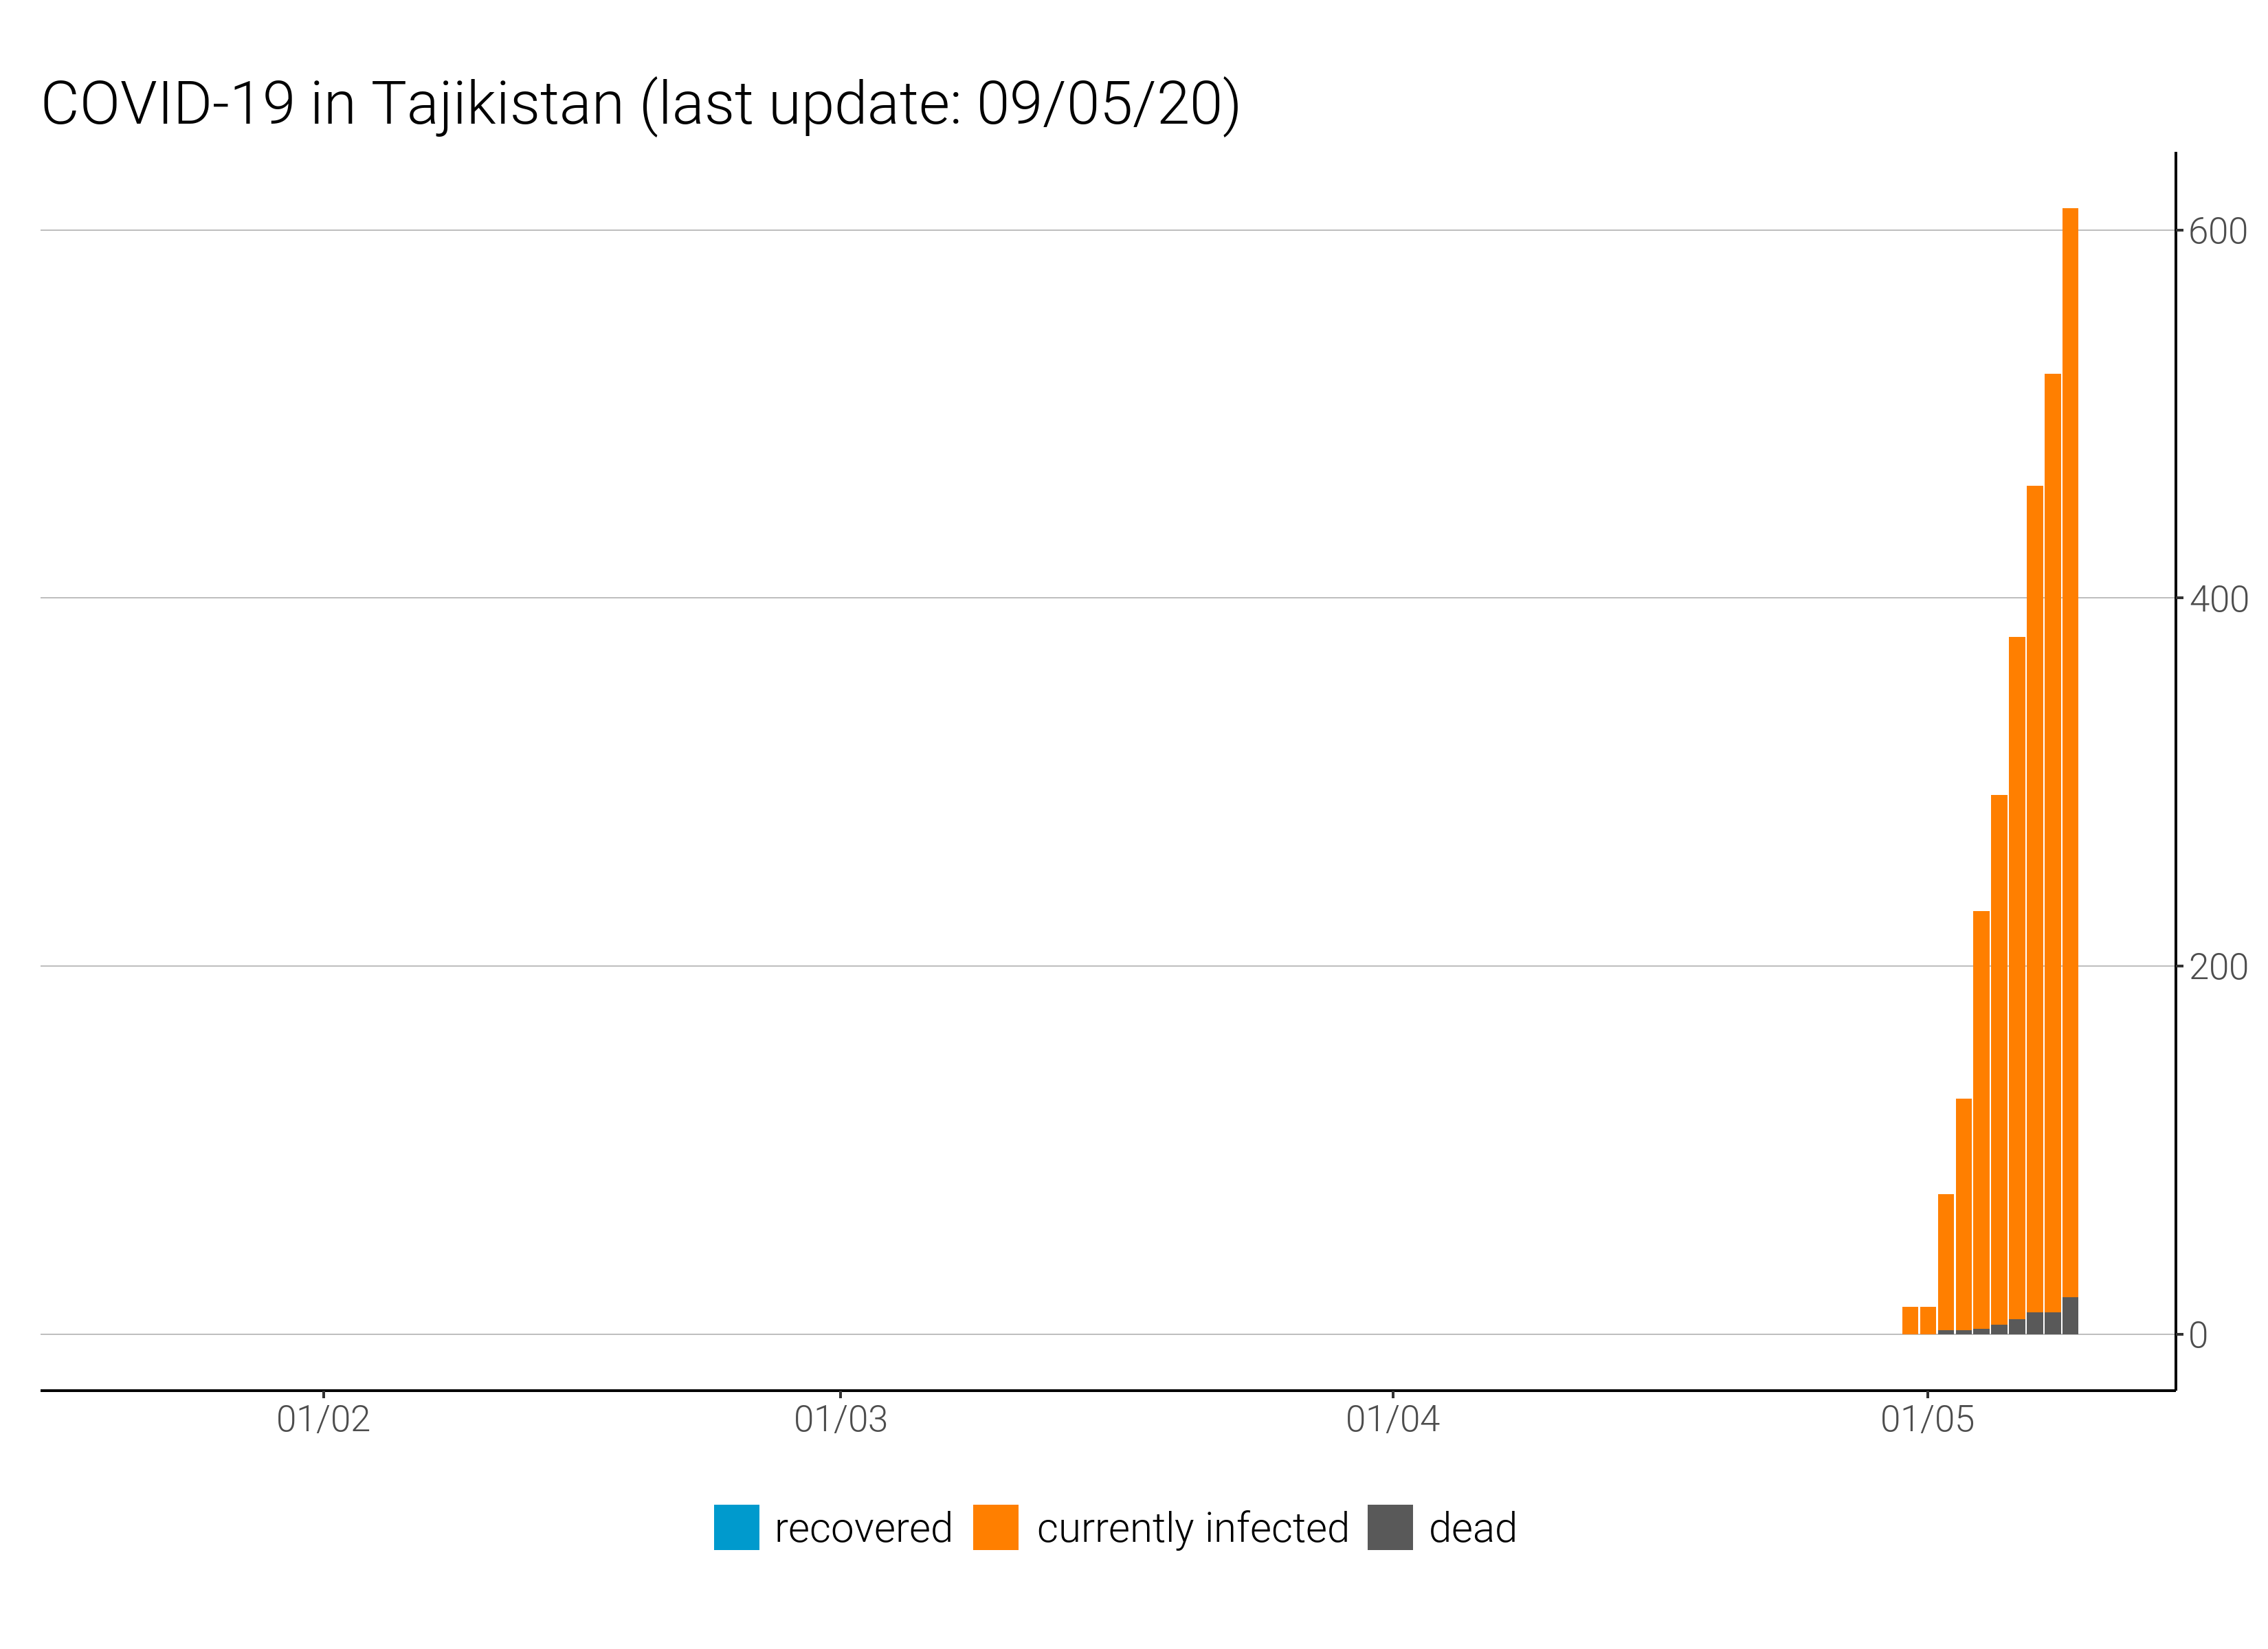 COVID-19 in Tajikistan (last update: 09/05/20)
600
400
200
0
01/02 01/03 01/04 01/05
recovered currently infected dead